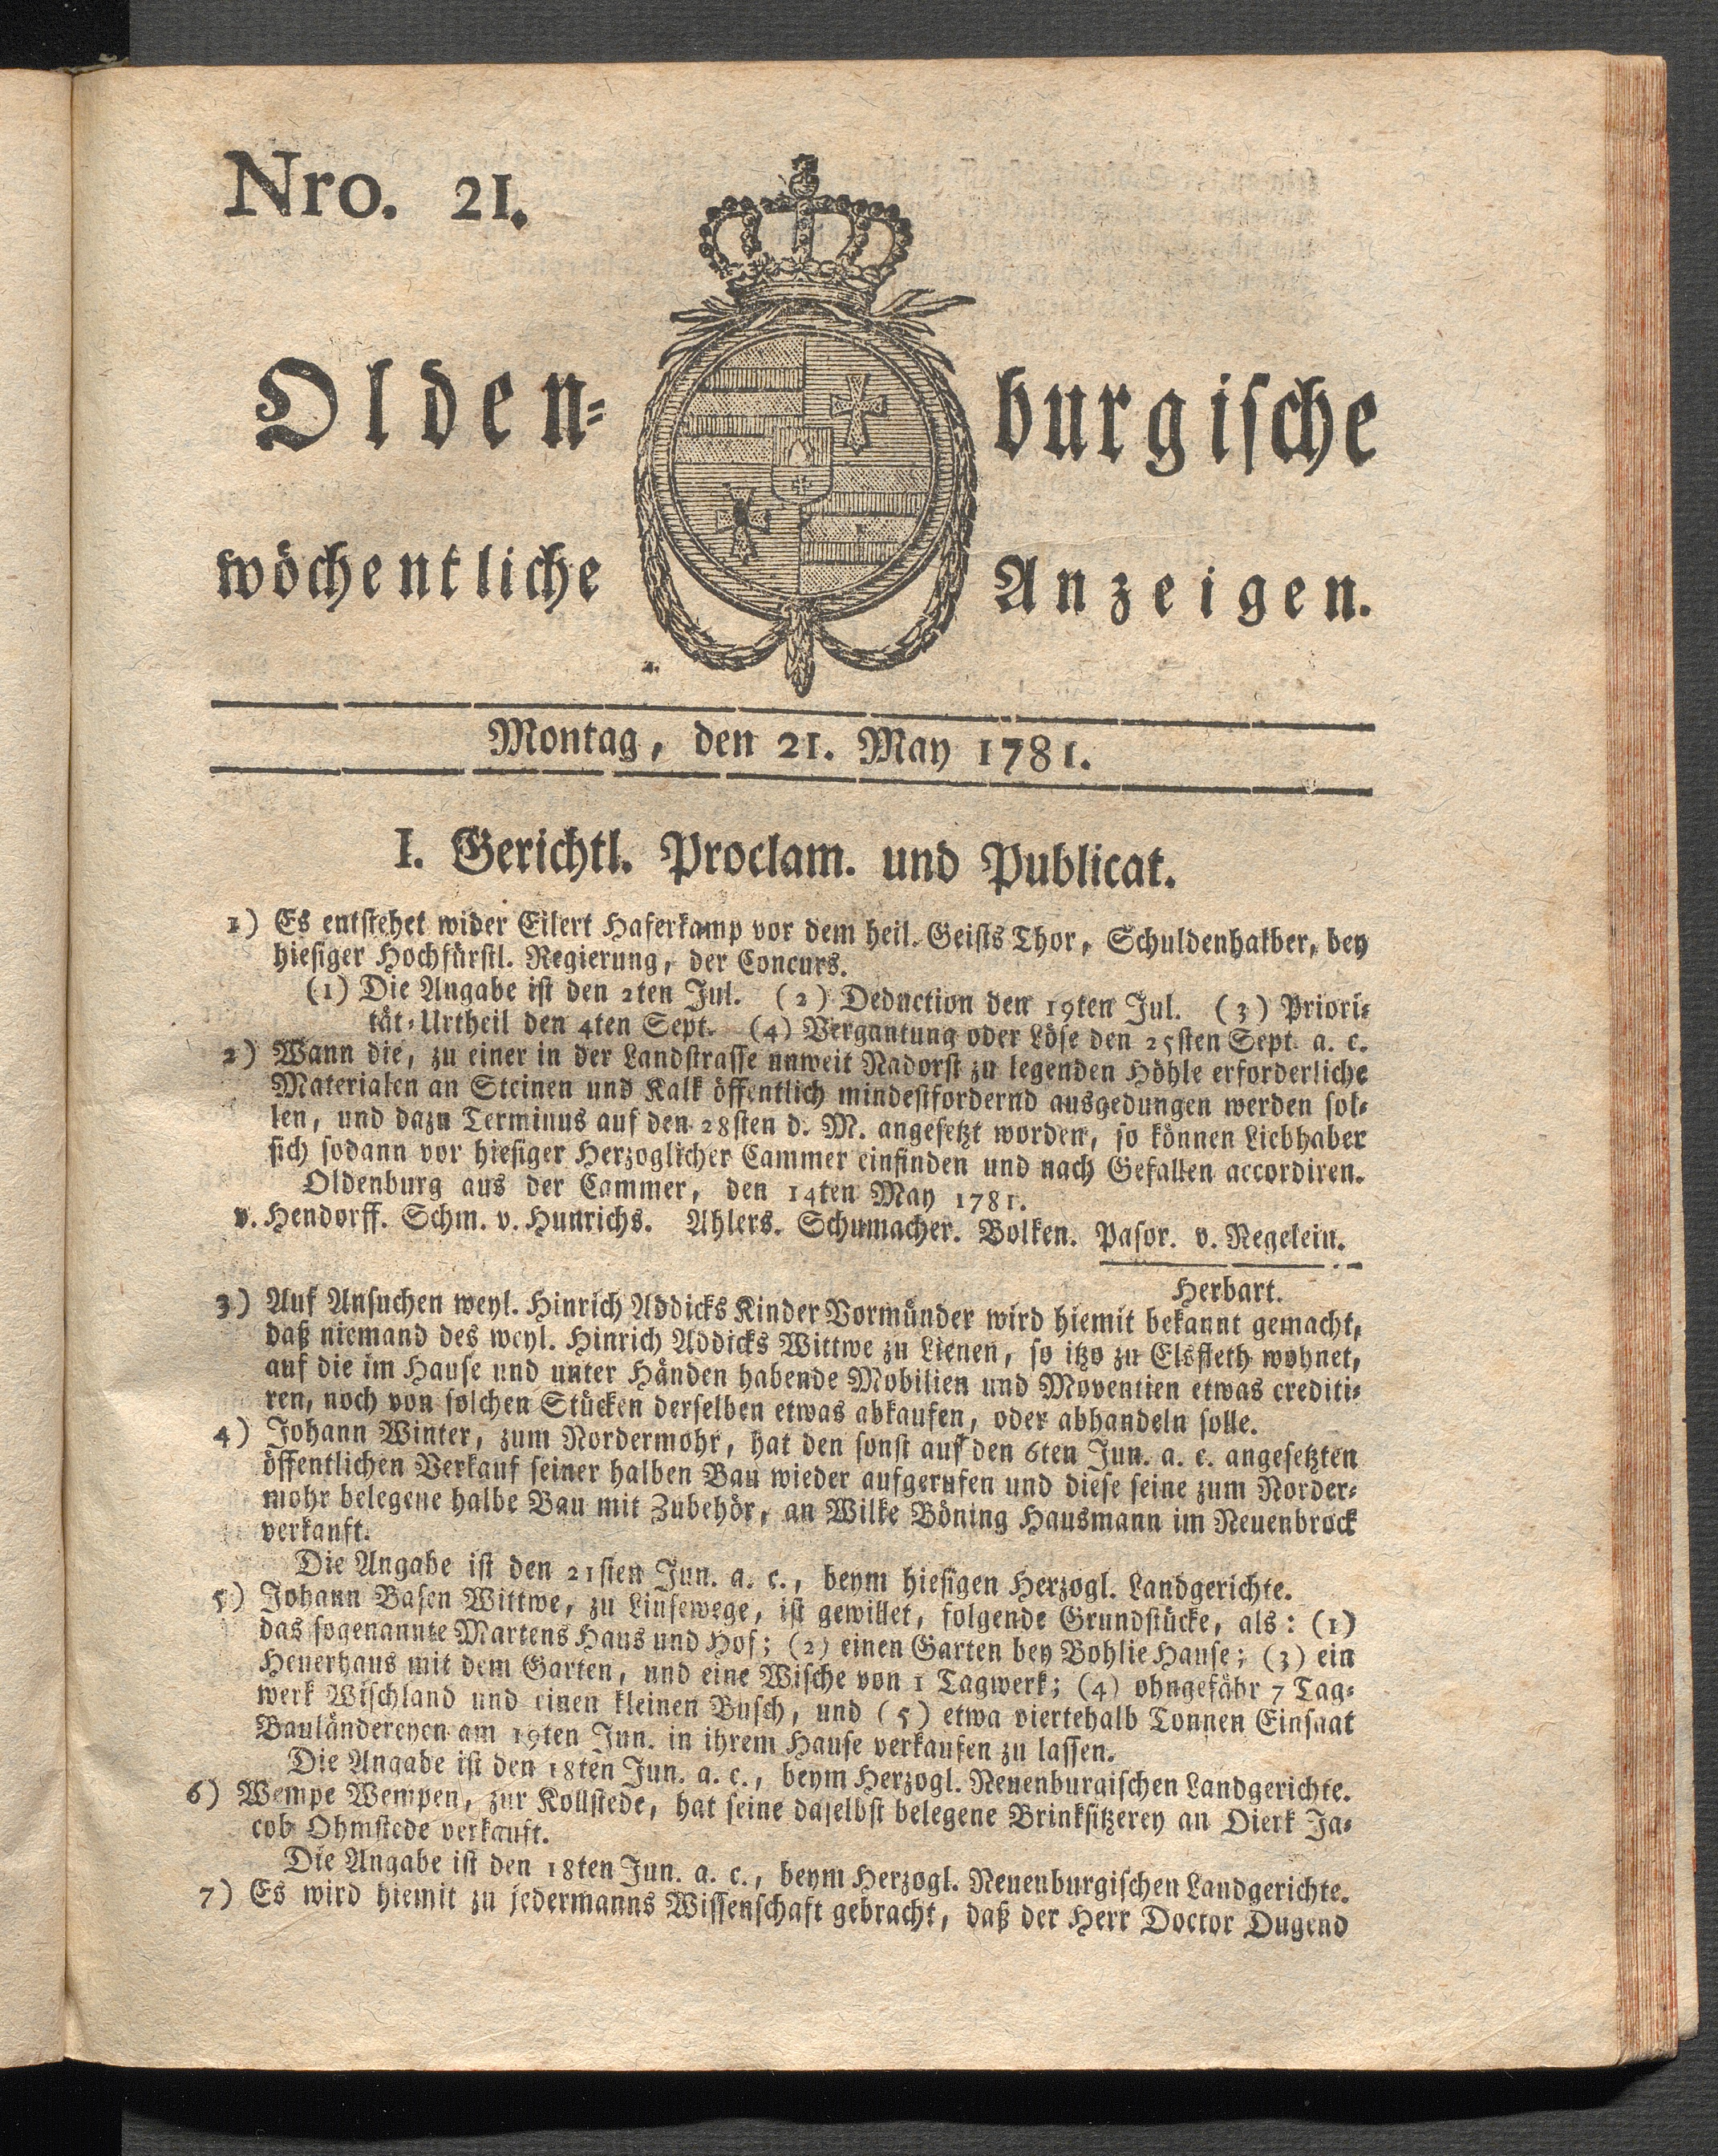 Nro. 21.
Olden-burgische
wöchentliche Anzeigen.
Montag, den 21. May 1781.
I. Gerichtl. Proclam. und Publicat.
1) Es entstehet wider Eilert Haferkamp vor dem heil. Geists Thor, Schuldenhalber, bey
hiesiger Hochfürstl. Regierung, der Concurs.
(1) Die Angabe ist den 2ten Jul. (2) Deduction den 19ten Jul. (3) Priori-
tät-Urtheil den 4ten Sept. (4) Vergantung oder Löse den 25sten Sept. a. c.
2) Wann die, zu einer in der Landstrasse unweit Nadorst zu legenden Höhle erforderliche
Materialen an Steinen und Kalk öffentlich mindestfordernd ausgedungen werden sol-
len, und dazu Terminus auf den 28sten d. M. angesetzt worden, so können Liebhaber
sich sodann vor hiesiger Herzoglicher Cammer einfinden und nach Gefallen accordiren.
Oldenburg aus der Cammer, den 14ten May 1781.
v. Hendorff. Schm. v. Hunrichs. Ahlers. Schumacher. Bolken. Pasor. v. Negelein.
Herbart.
3) Auf Ansuchen weyl. Hinrich Addicks Kinder Vormünder wird hiemit bekannt gemacht,
daß niemand des weyl. Hinrich Addicks Wittwe zu Lienen, so itzo zu Elsfleth wohnet,
auf die im Hause und unter Händen habende Mobilien und Moventien etwas crediti-
ren, noch von solchen Stücken derselben etwas abkaufen, oder abhandeln solle.
4) Johann Winter, zum Nordermohr, hat den sonst auf den 6ten Jun. a. c. angesetzten
öffentlichen Verkauf seiner halben Bau wieder aufgerufen und diese seine zum Norder-
mohr belegene halbe Bau mit Zubehör, an Wilke Böning Hausmann im Neuenbrock
verkauft.
Die Angabe ist den 21sten Jun. a. c., beym hiesigen Herzogl. Landgerichte.
5) Johann Basen Wittwe, zu Linsewege, ist gewillet, folgende Grundstücke, als: (1)
das sogenannte Martens Haus und Hof; (2) einen Garten bey Bohlie Hause; (3) ein
Heuerhaus mit dem Garten, und eine Wische von 1 Tagwerk; (4) ohngefähr 7 Tag-
werk Wischland und einen kleinen Busch, und (5) etwa viertehalb Tonnen Einsaat
Bauländereyen am 19ten Jun. in ihrem Hause verkaufen zu lassen.
Die Angabe ist den 18ten Jun. a. c., beym Herzogl. Neuenburgischen Landgerichte.
6) Wempe Wempen, zur Kollstede, hat seine daselbst belegene Brinksitzerey an Dierk Ja-
cob Ohmstede verkauft.
Die Angabe ist den 18ten Jun. a. c., beym Herzogl. Neuenburgischen Landgerichte.
7) Es wird hiemit zu jedermanns Wissenschaft gebracht, daß der Herr Doctor Dugend